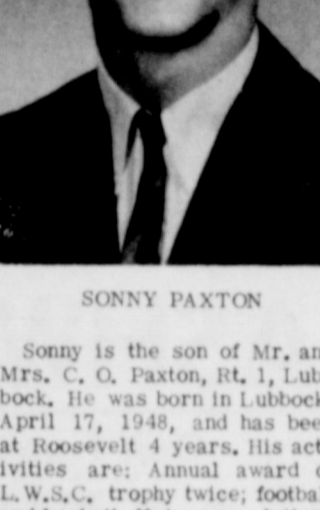 SONNY PAXTON
Sonny is the son of Mr. an
Mrs. C. O. Paxton, Rt. 1, Lub
bock. He was born in Lubbock
April 17, 1948, and has bee
at Roosevelt 4 years. His act
ivities are: Annual award
L.W.S.C. trophy twice; footbal